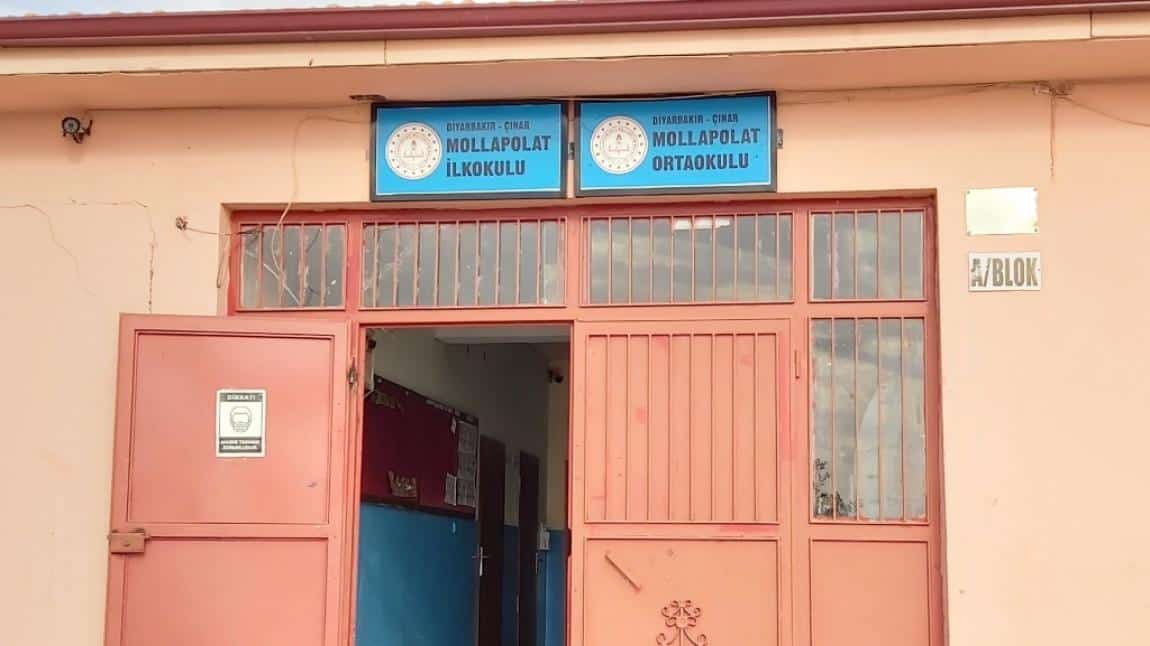 DİYARBAKIR - ÇINAR
MOLLAPOLAT
İLKOKULU
DİYARBAKIR - ÇINAR
MOLLAPOLAT
ORTAOKULU
A/BLOK
DİKKAT!